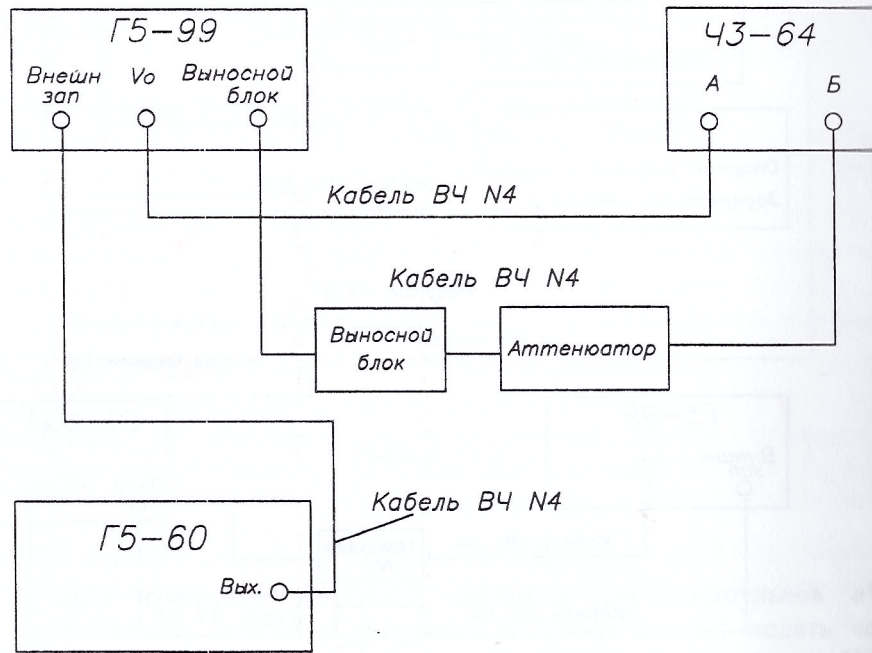 Г5-99
Внешн
зап
Vo
Выносной
блок
ЧЗ-64
А
Б
Кабель ВЧ N4
Кабель ВЧ N4
Выносной
блок
Аттенюатор
Г5-60
Вых.
Кабель ВЧ N4